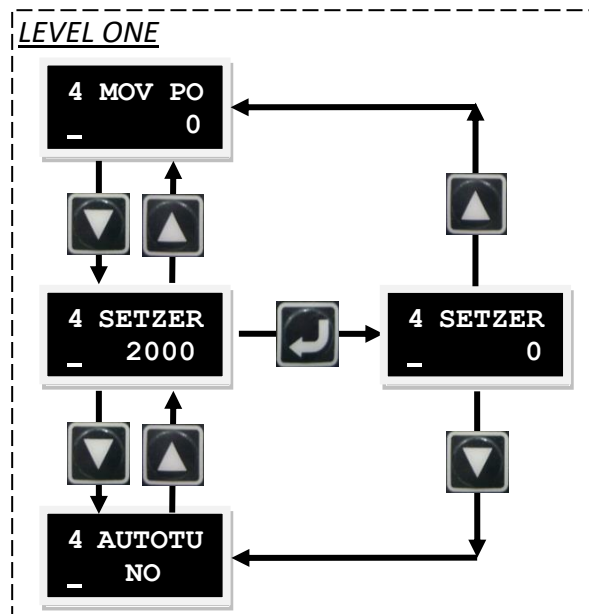 LEVEL ONE
4 MOV PO
_ 0
4 SETZER
_ 2000
4 SETZER
_ 0
4 AUTOTU
_ NO